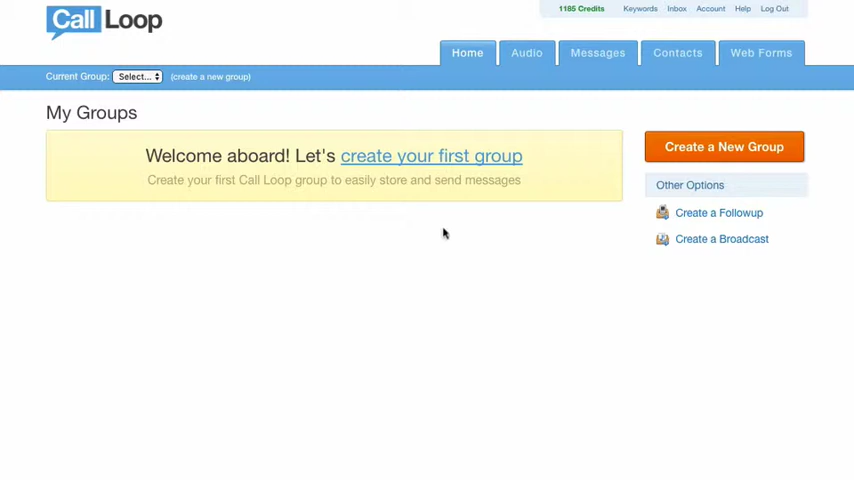 Call Loop
1185 Credits Keywords Inbox Account Help Log Out
Home Audio Messages Contacts Web Forms
Current Group: Select... (create a new group)
My Groups
Welcome aboard! Let's create your first group
Create your first Call Loop group to easily store and send messages
Create a New Group
Other Options
Create a Followup
Create a Broadcast